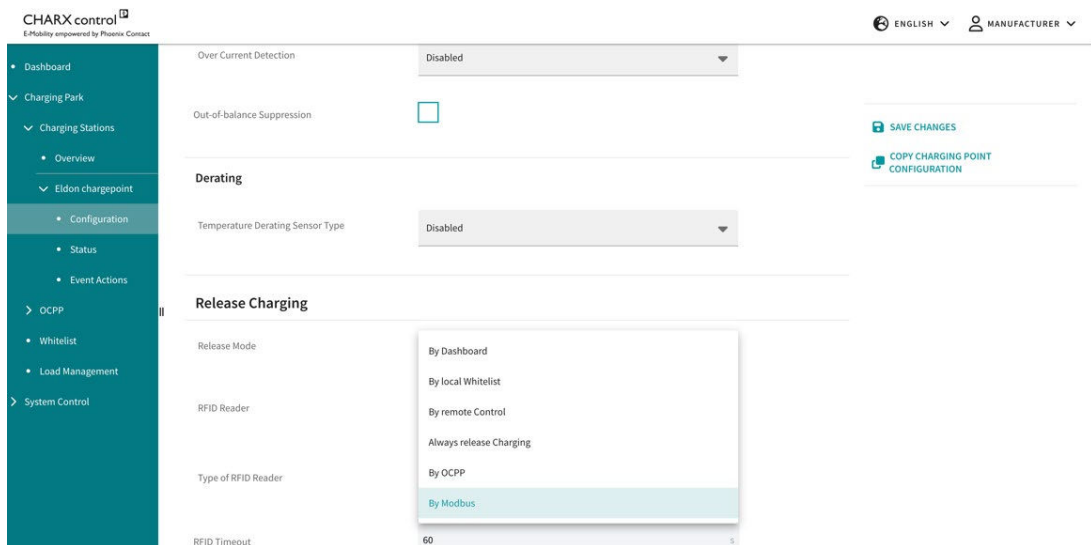 CHARX control
E-Mobility empowered by Phoenix Contact
ENGLISH
MANUFACTURER
Dashboard
Charging Park
Charging Stations
Overview
Eldon chargepoint
Configuration
Status
Event Actions
OCPP
Whitelist
Load Management
System Control
Over Current Detection
Disabled
Out-of-balance Suppression
Derating
Temperature Derating Sensor Type
Disabled
Release Charging
Release Mode
By Dashboard
By local Whitelist
By remote Control
Always release Charging
By OCPP
By Modbus
RFID Reader
Type of RFID Reader
RFID Timeout
60
s
SAVE CHANGES
COPY CHARGING POINT
CONFIGURATION